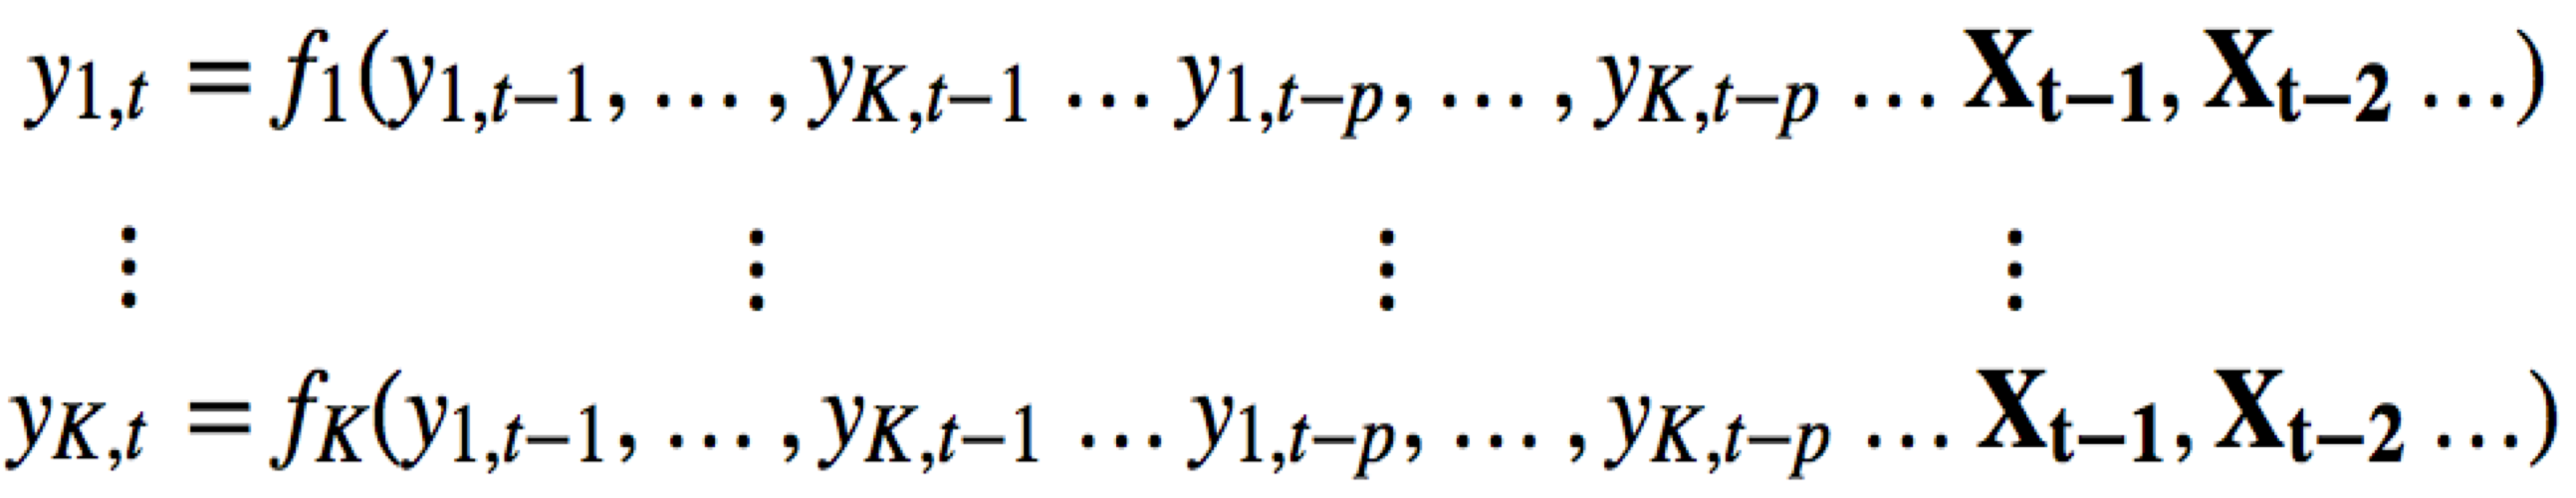 y1,t = f1(y1,t−1, … , yK,t−1 … y1,t−p, … , yK,t−p … Xt−1, Xt−2 …)
⋮ ⋮ ⋮ ⋮
yK,t = fK(y1,t−1, … , yK,t−1 … y1,t−p, … , yK,t−p … Xt−1, Xt−2 …)